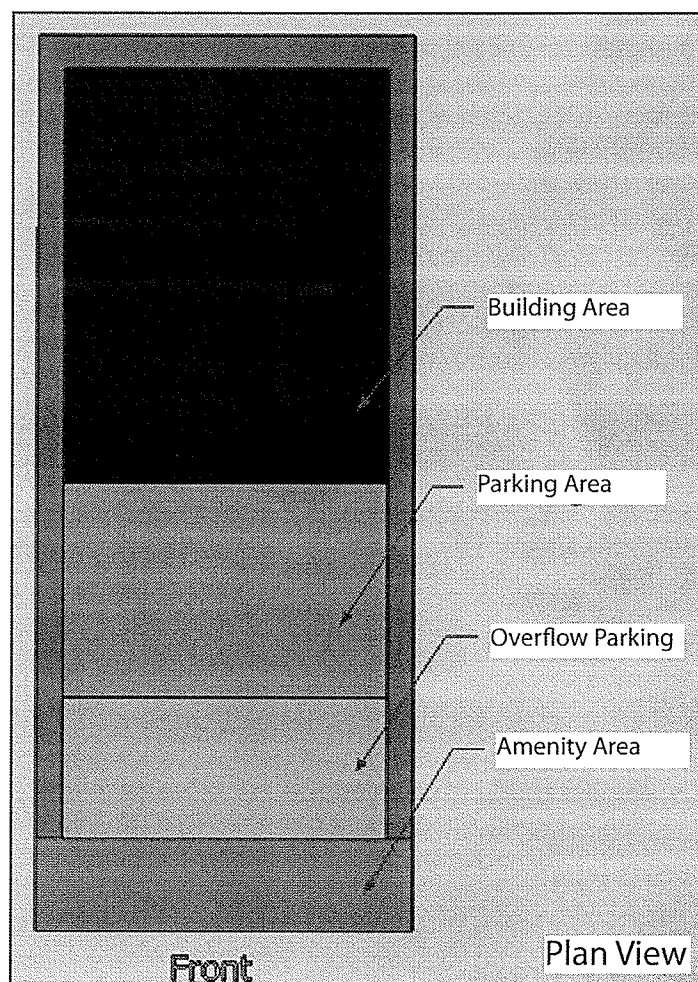 Building Area
Parking Area
Overflow Parking
Amenity Area
Front
Plan View